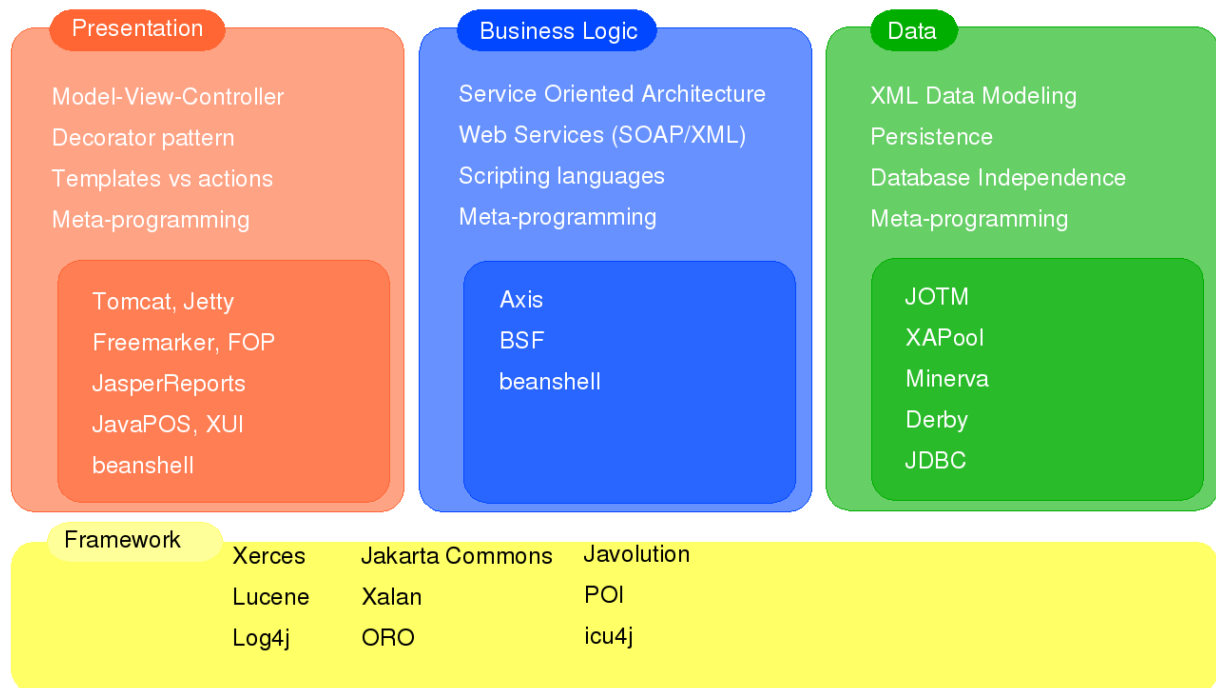 Presentation
Model-View-Controller
Decorator pattern
Templates vs actions
Meta-programming
Tomcat, Jetty
Freemarker, FOP
JasperReports
JavaPOS, XUI
beanshell
Business Logic
Service Oriented Architecture
Web Services (SOAP/XML)
Scripting languages
Meta-programming
Axis
BSF
beanshell
Data
XML Data Modeling
Persistence
Database Independence
Meta-programming
JOTM
XAPool
Minerva
Derby
JDBC
Framework
Xerces
Lucene
Log4j
Jakarta Commons
Xalan
ORO
Javolution
POI
icu4j